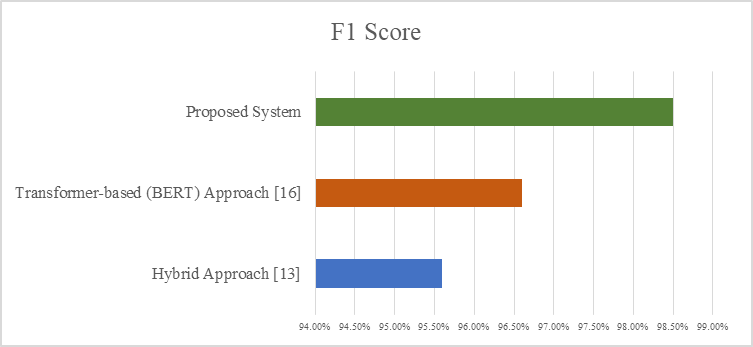 F1 Score
Proposed System
Transformer-based (BERT) Approach [16]
Hybrid Approach [13]
94.00% 94.50% 95.00% 95.50% 96.00% 96.50% 97.00% 97.50% 98.00% 98.50% 99.00%